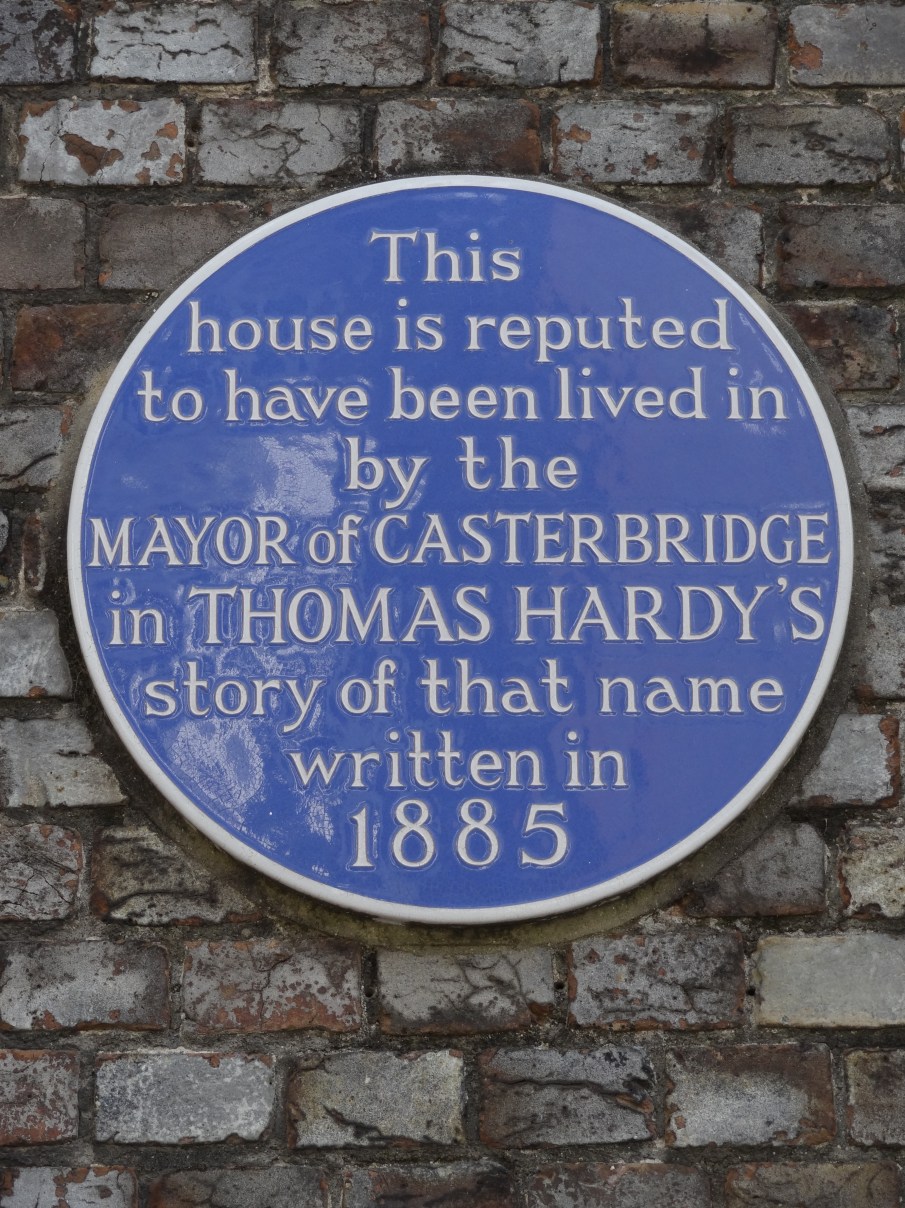 This
house is reputed
to have been lived in
by the
MAYOR of CASTERBRIDGE
in THOMAS HARDY'S
story of that name
written in
1885